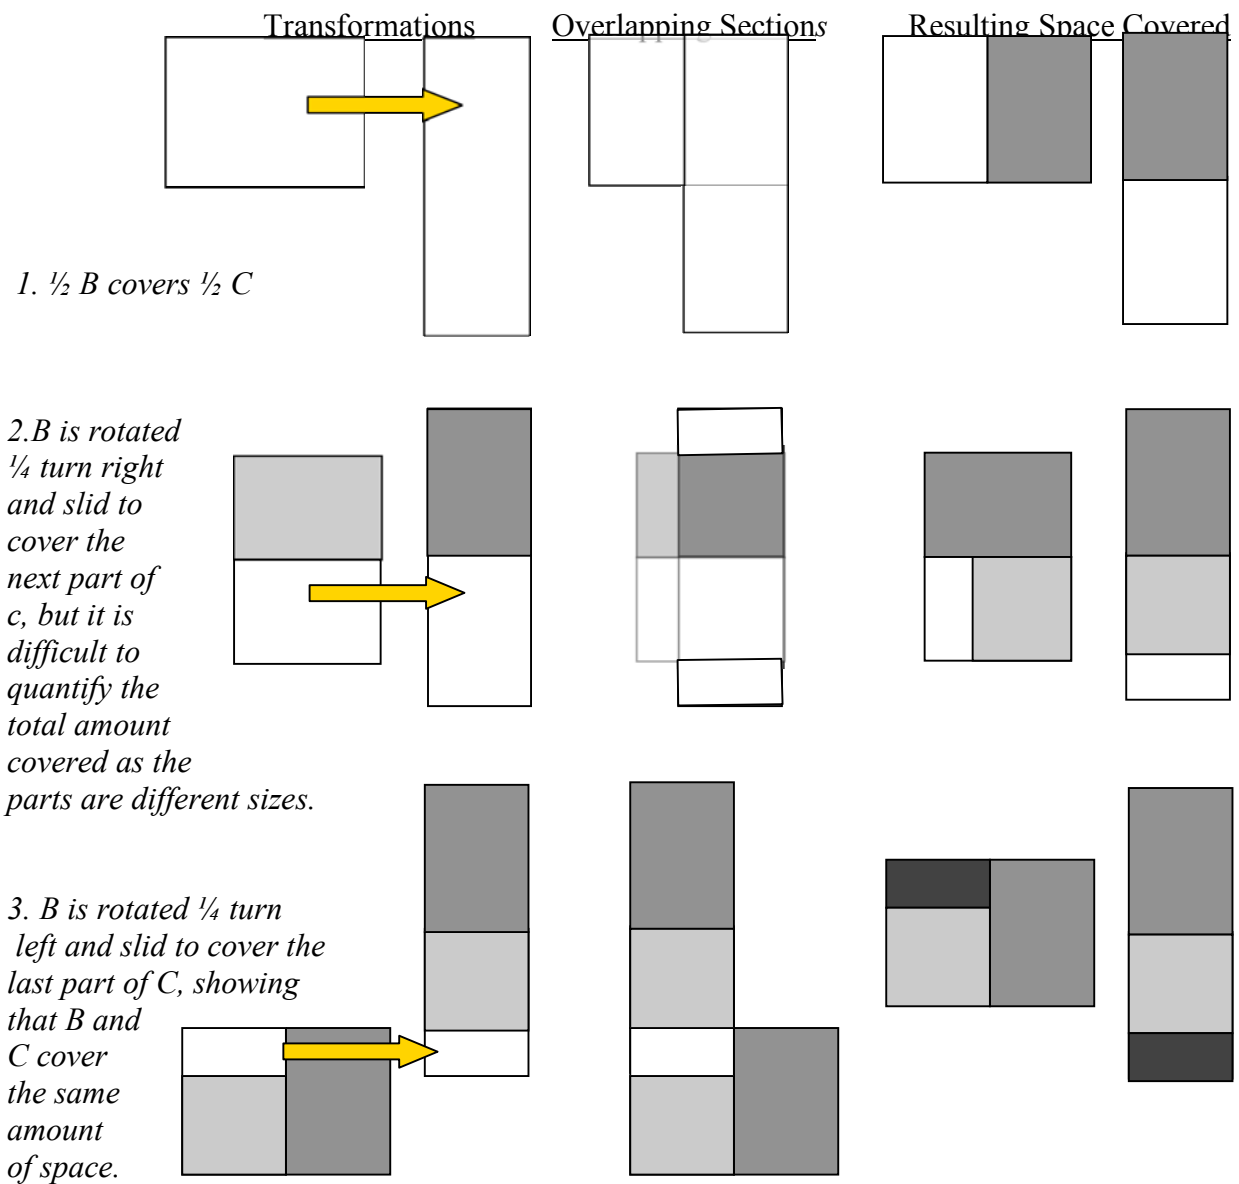 Transformations Overlapping Sections Resulting Space Covered
1. ½ B covers ½ C
2.B is rotated
¼ turn right
and slid to
cover the
next part of
c, but it is
difficult to
quantify the
total amount
covered as the
parts are different sizes.
3. B is rotated ¼ turn
left and slid to cover the
last part of C, showing
that B and
C cover
the same
amount
of space.